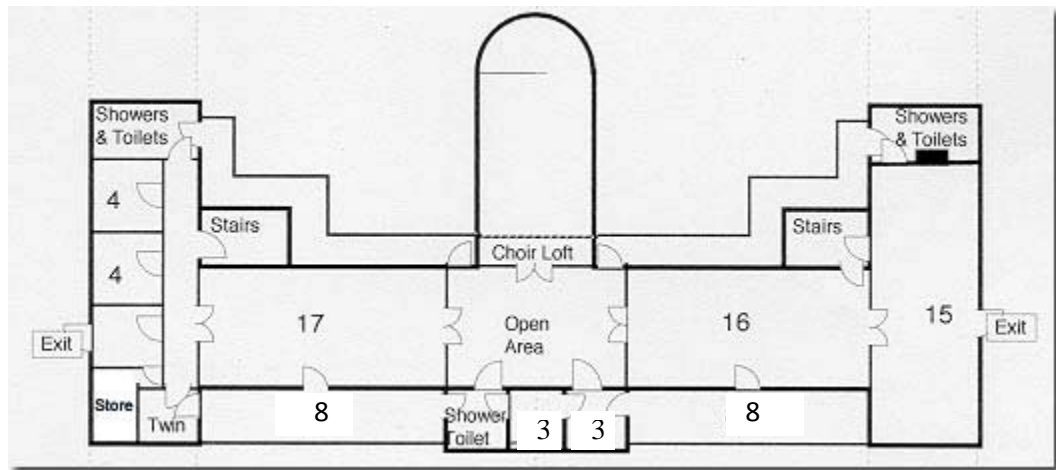 Showers
& Toilets
Showers
& Toilets
4
Stairs
Stairs
Choir Loft
4
17
Open
Area
16
15
Exit
Exit
Store
Twin
8
Shower
Toilet
3
3
8